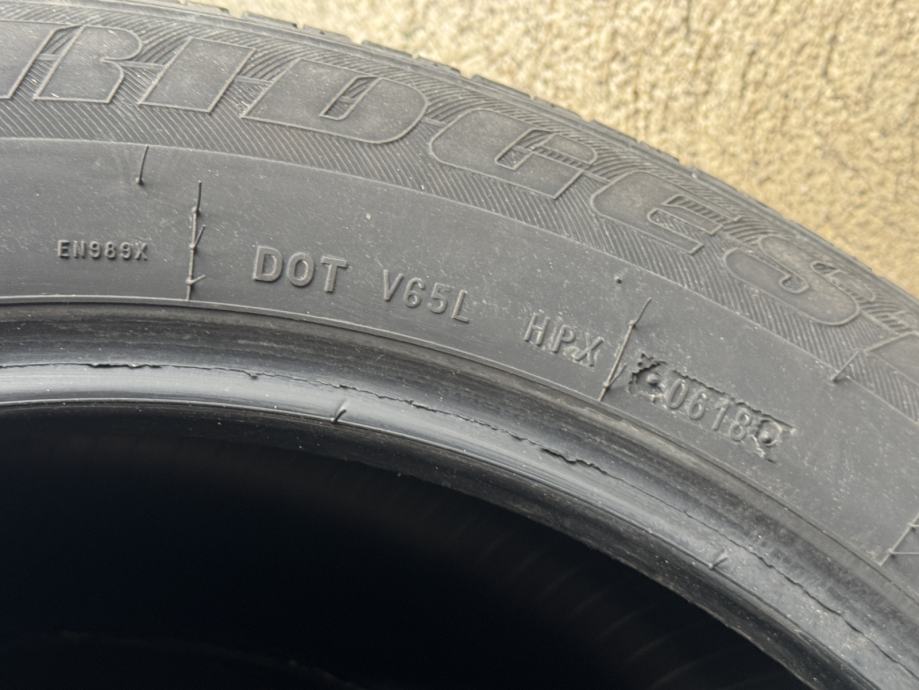 BRIDGES
EN989X
DOT V65L HPX 0618